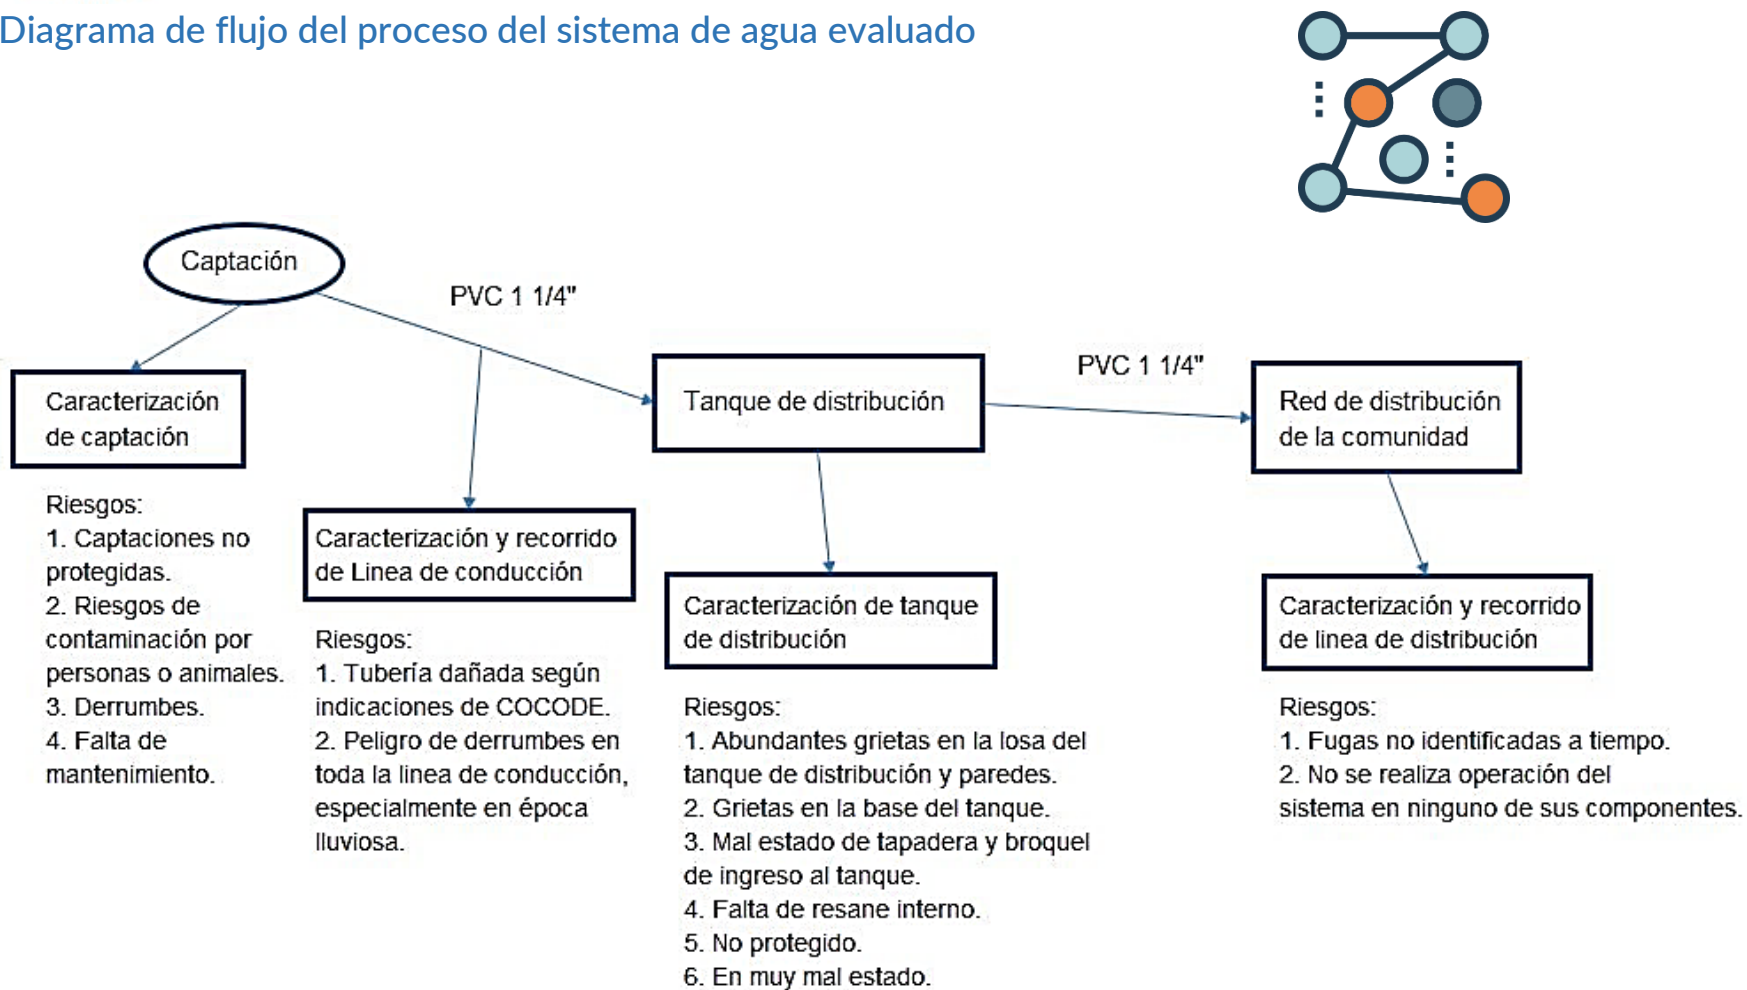 Diagrama de flujo del proceso del sistema de agua evaluado
Captación
PVC 1 1/4"
Tanque de distribución
PVC 1 1/4"
Red de distribución
de la comunidad
Caracterización
de captación
Riesgos:
1. Captaciones no
protegidas.
2. Riesgos de
contaminación por
personas o animales.
3. Derrumbes.
4. Falta de
mantenimiento.
Caracterización y recorrido
de Linea de conducción
Riesgos:
1. Tubería dañada según
indicaciones de COCODE.
2. Peligro de derrumbes en
toda la linea de conducción,
especialmente en época
lluviosa.
Caracterización de tanque
de distribución
Riesgos:
1. Abundantes grietas en la losa del
tanque de distribución y paredes.
2. Grietas en la base del tanque.
3. Mal estado de tapadera y broquel
de ingreso al tanque.
4. Falta de resane interno.
5. No protegido.
6. En muy mal estado.
Caracterización y recorrido
de linea de distribución
Riesgos:
1. Fugas no identificadas a tiempo.
2. No se realiza operación del
sistema en ninguno de sus componentes.